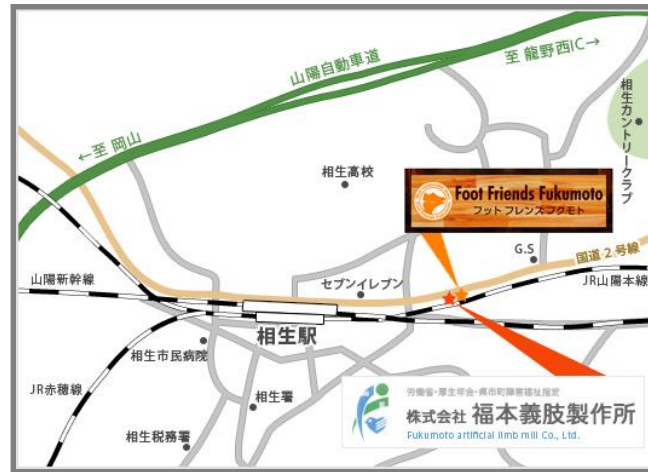 山陽自動車道
至 龍野西IC→
←至 岡山
相生カントリークラブ
相生高校
Foot Friends Fukumoto
フットフレンズフクモト
G.S
国道2号線
山陽新幹線
セブンイレブン
JR山陽本線
相生駅
相生市民病院
JR赤穂線
相生署
相生税務署
労働省・厚生年金・県市町障害福祉指定
株式会社 福本義肢製作所
Fukumoto artificial limb mill Co., Ltd.